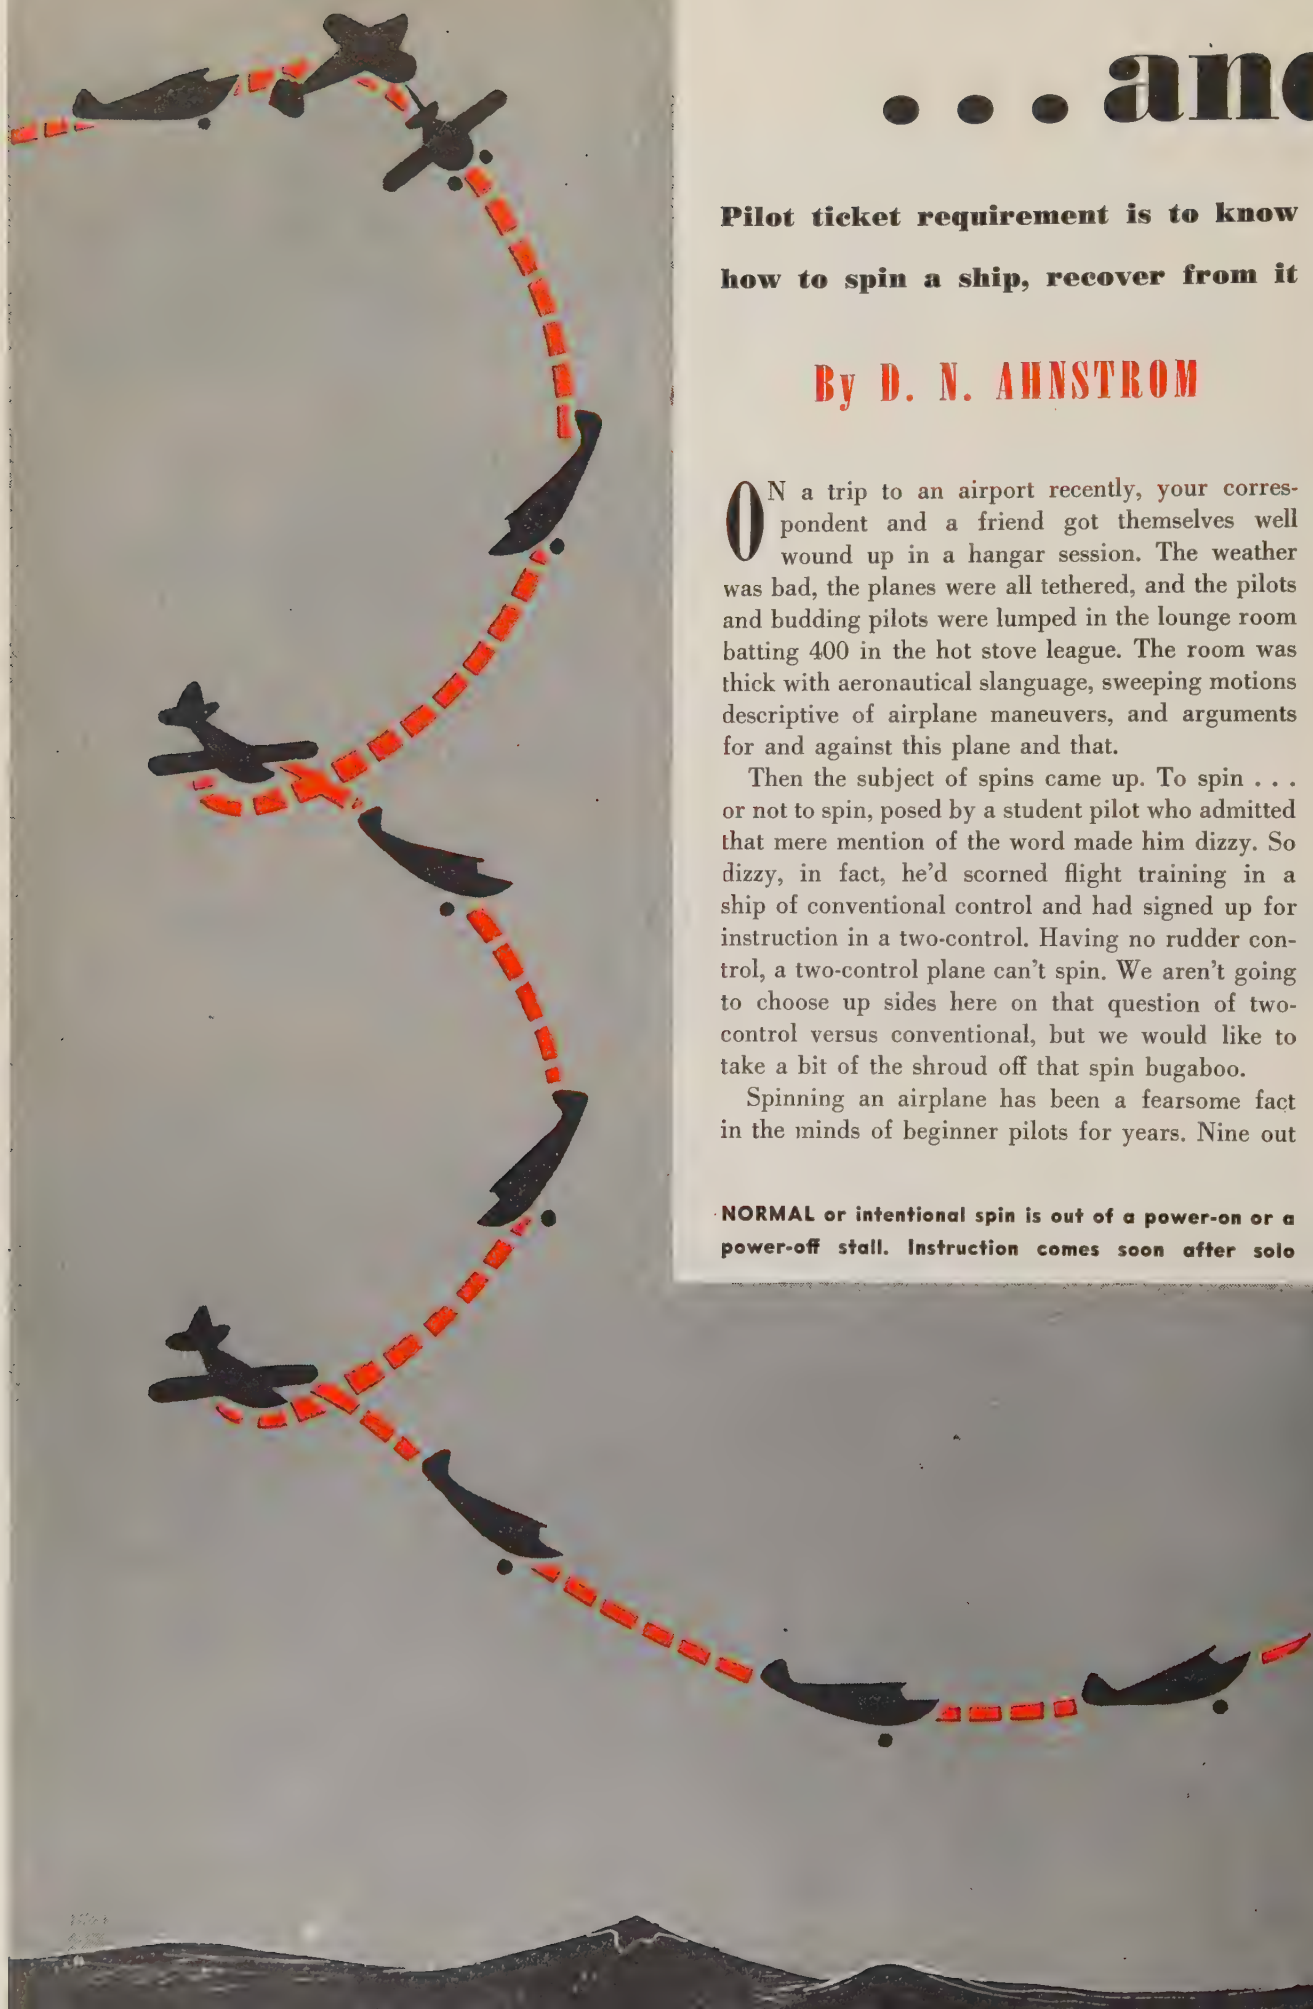 . . . and
Pilot ticket requirement is to know
how to spin a ship, recover from it
By D. N. AHNSTROM
ON a trip to an airport recently, your corres-
pondent and a friend got themselves well
wound up in a hangar session. The weather
was bad, the planes were all tethered, and the pilots
and budding pilots were lumped in the lounge room
batting 400 in the hot stove league. The room was
thick with aeronautical slanguage, sweeping motions
descriptive of airplane maneuvers, and arguments
for and against this plane and that.
Then the subject of spins came up. To spin . . .
or not to spin, posed by a student pilot who admitted
that mere mention of the word made him dizzy. So
dizzy, in fact, he'd scorned flight training in a
ship of conventional control and had signed up for
instruction in a two-control. Having no rudder con-
trol, a two-control plane can't spin. We aren't going
to choose up sides here on that question of two-
control versus conventional, but we would like to
take a bit of the shroud off that spin bugaboo.
Spinning an airplane has been a fearsome fact
in the minds of beginner pilots for years. Nine out
NORMAL or intentional spin is out of a power-on or a
power-off stall. Instruction comes soon after solo